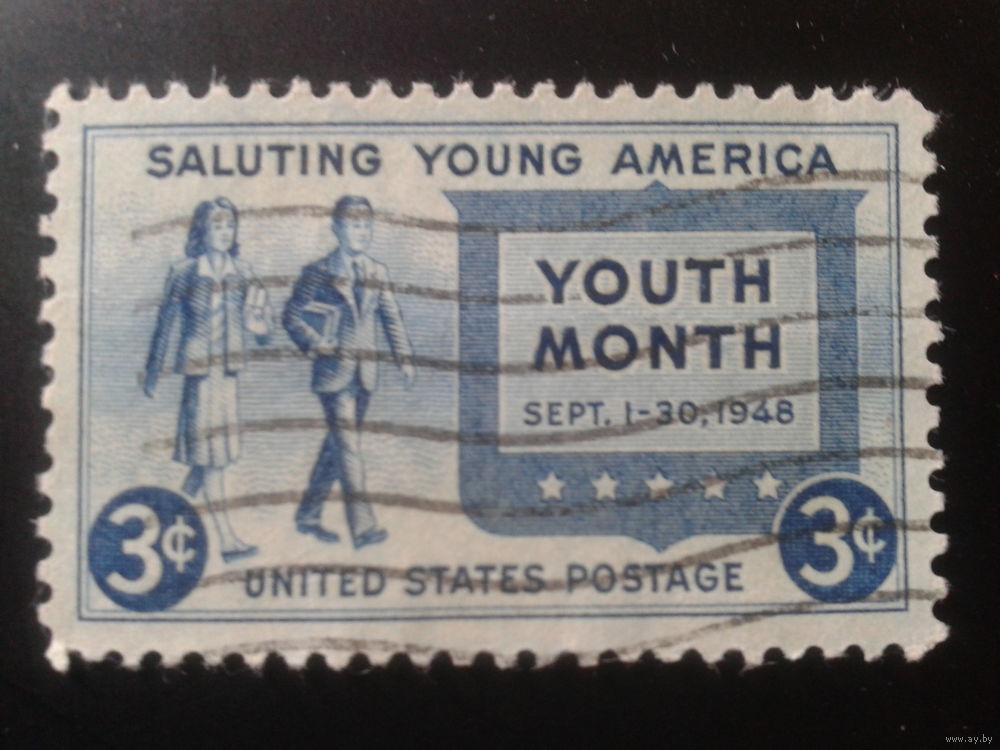 SALUTING YOUNG AMERICA
YOUTH
MONTH
SEPT. 1-30, 1948
3¢
3¢
UNITED STATES POSTAGE
www.ay.by